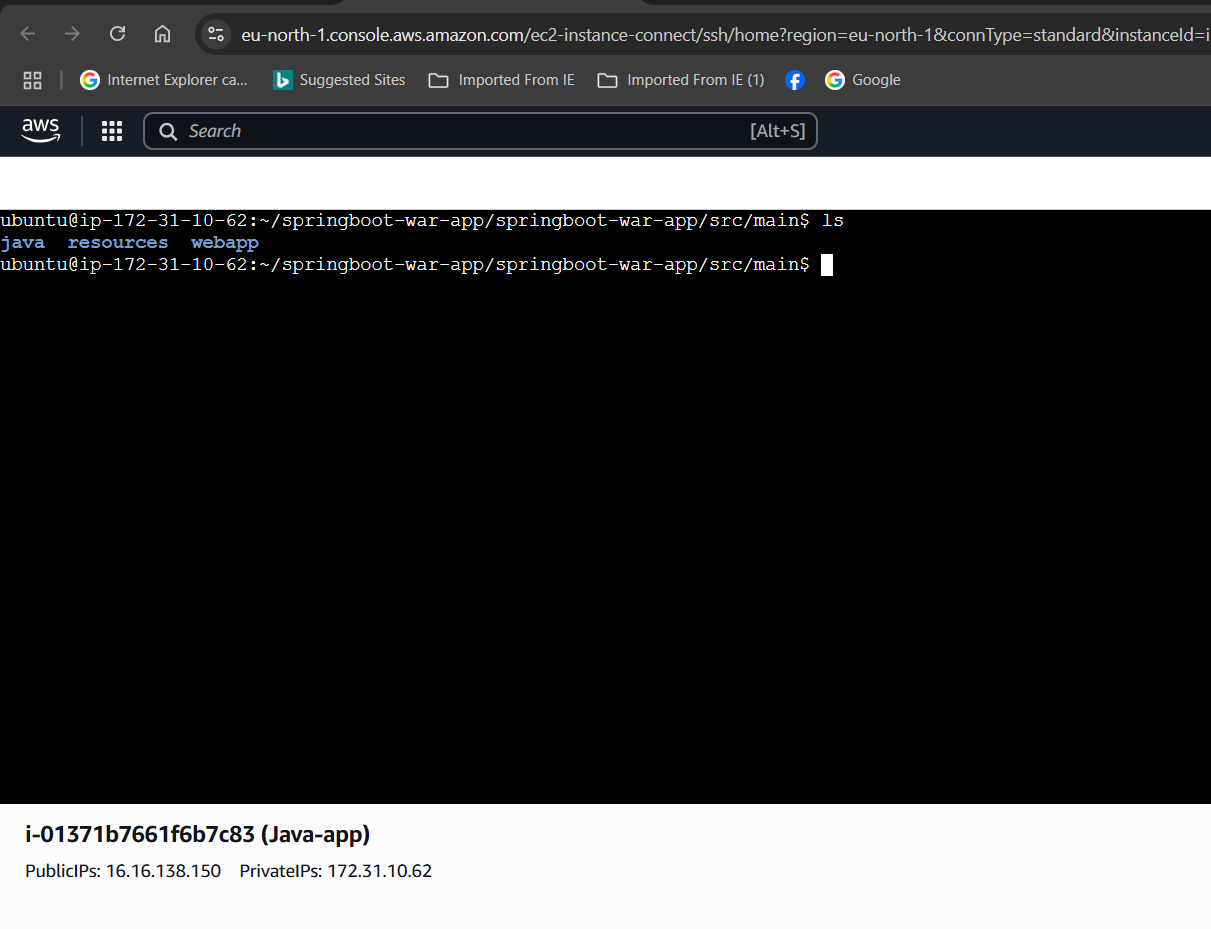 eu-north-1.console.aws.amazon.com/ec2-instance-connect/ssh/home?region=eu-north-1&connType=standard&instanceId=i
Internet Explorer ca... Suggested Sites Imported From IE Imported From IE (1) Google
aws Search [Alt+S]
ubuntu@ip-172-31-10-62:~/springboot-war-app/springboot-war-app/src/main$ ls
java resources webapp
ubuntu@ip-172-31-10-62:~/springboot-war-app/springboot-war-app/src/main$
i-01371b7661f6b7c83 (Java-app)
PublicIPs: 16.16.138.150 PrivateIPs: 172.31.10.62